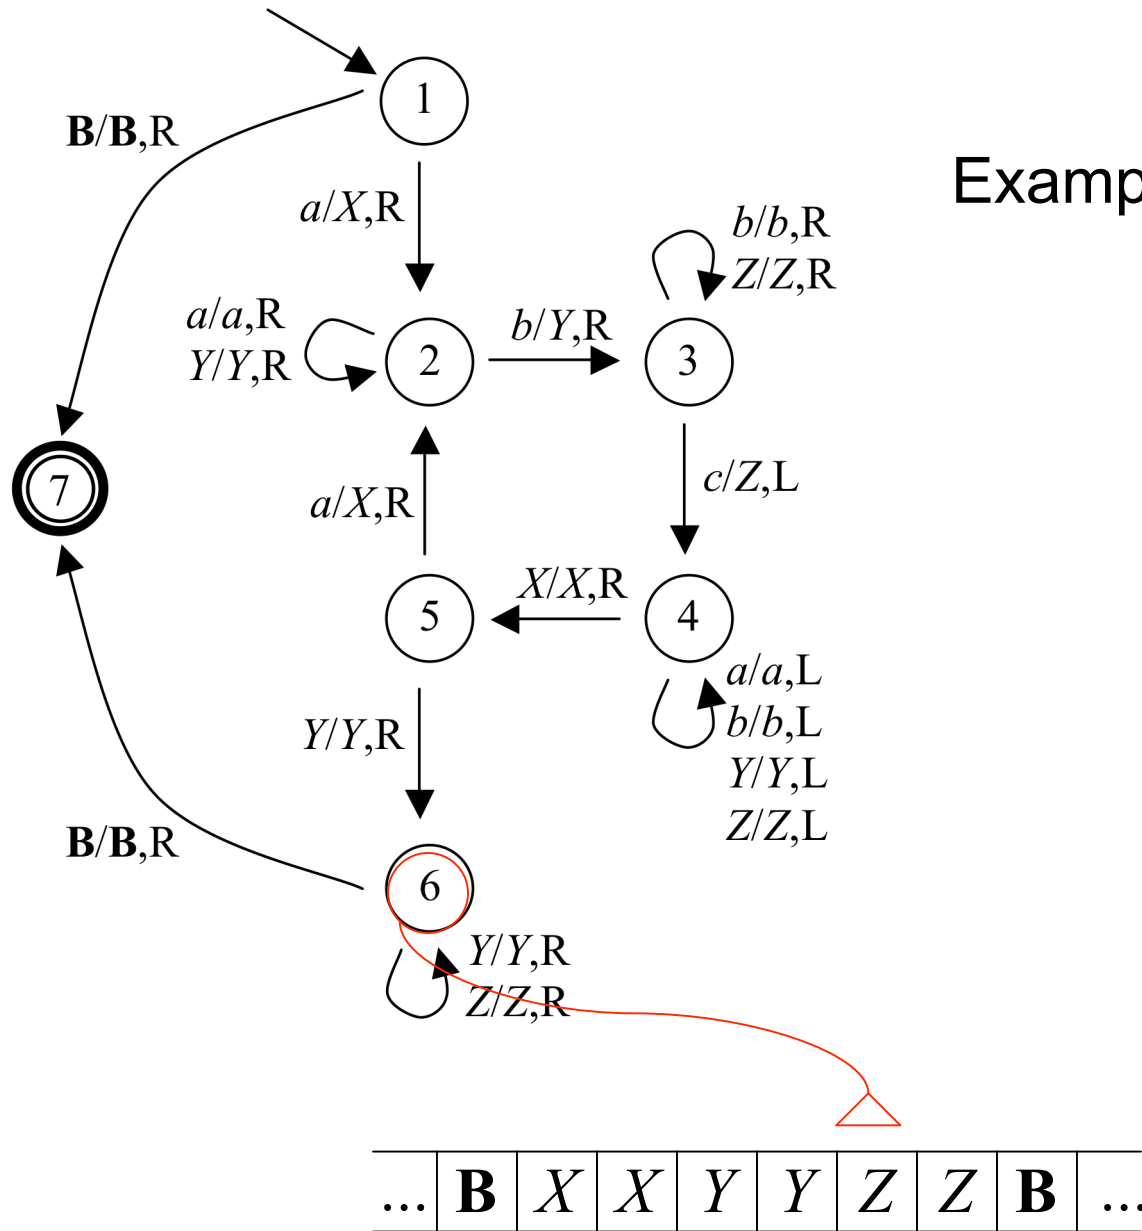 1
B/B,R
Examp
a/X,R
b/b,R
Z/Z,R
a/a,R
Y/Y,R
b/Y,R
2
3
7
c/Z,L
a/X,R
X/X,R
5
4
a/a,L
b/b,L
Y/Y,L
Z/Z,L
Y/Y,R
B/B,R
6
Y/Y,R
Z/Z,R
... B X X Y Y Z Z B ...